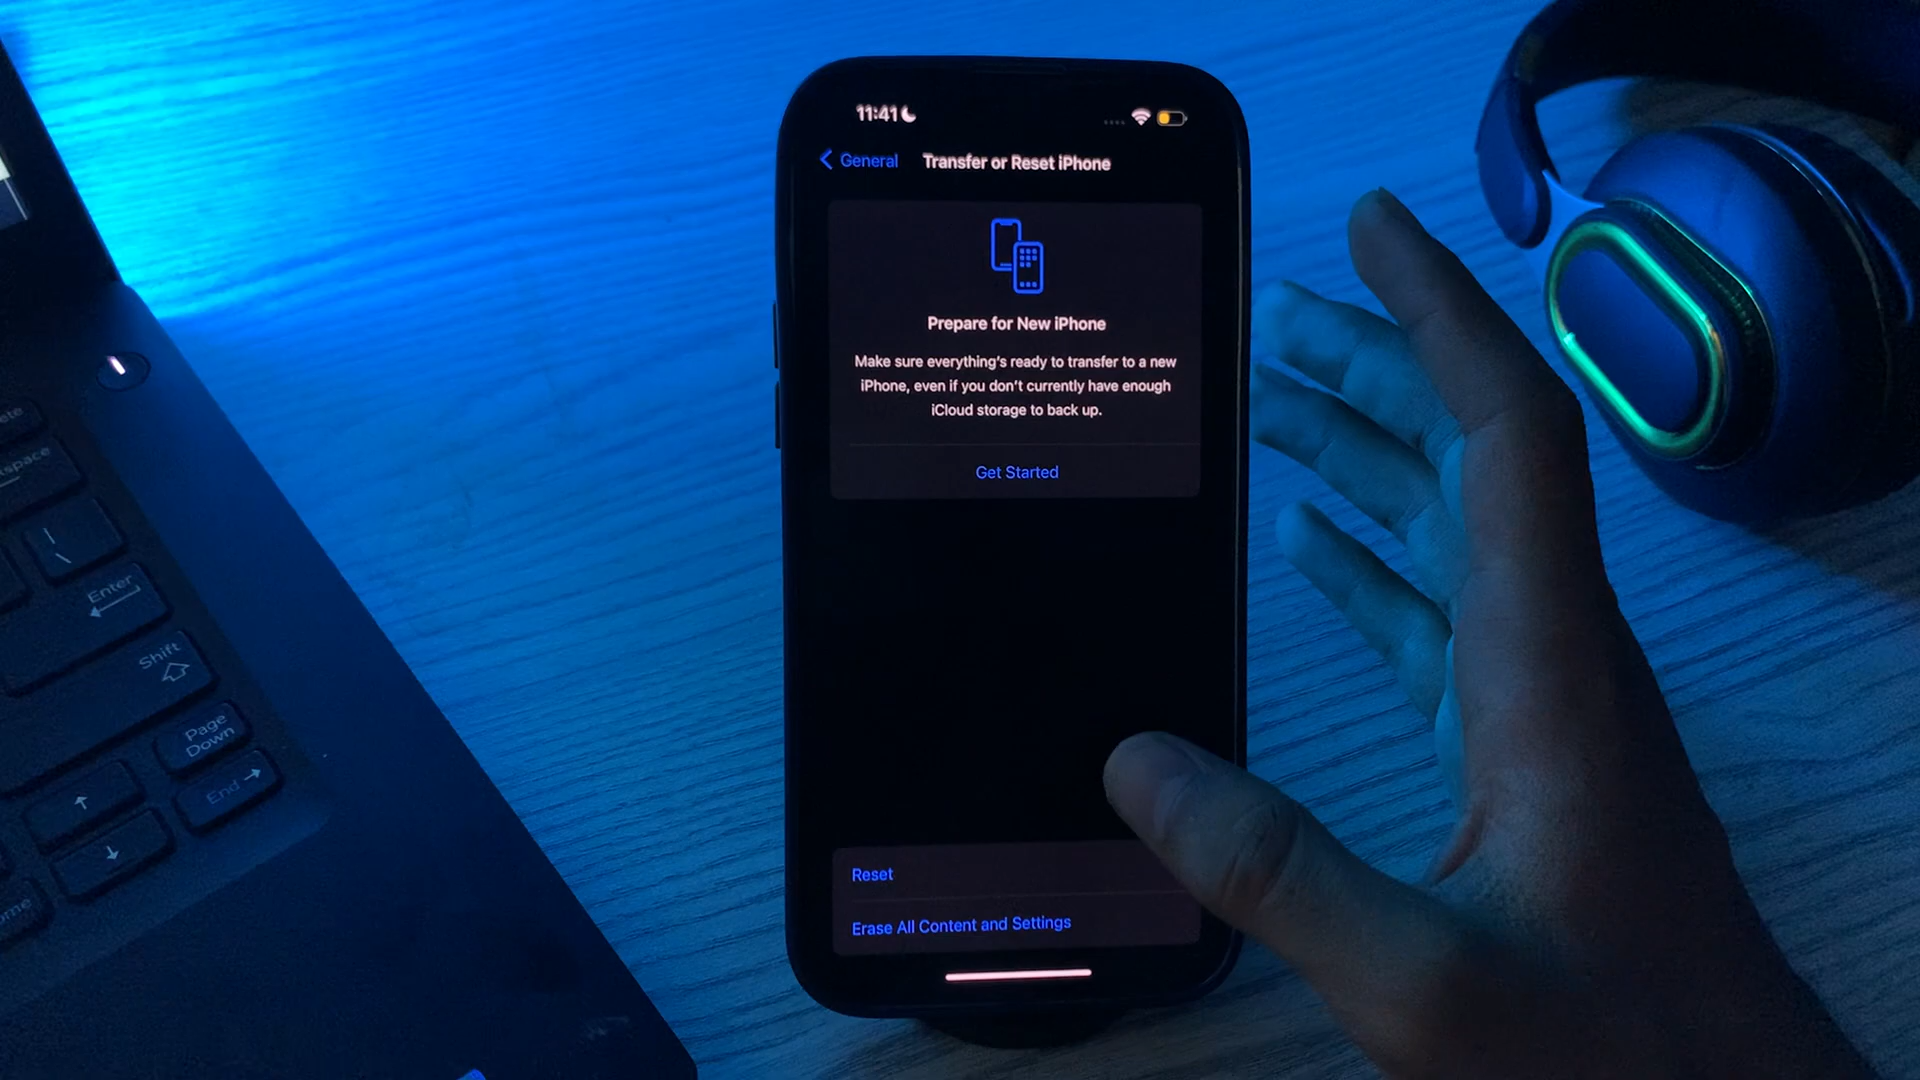 11:41
General
Transfer or Reset iPhone
Prepare for New iPhone
Make sure everything's ready to transfer to a new
iPhone, even if you don't currently have enough
iCloud storage to back up.
Get Started
Reset
Erase All Content and Settings
Enter
Shift
Page
Down
End